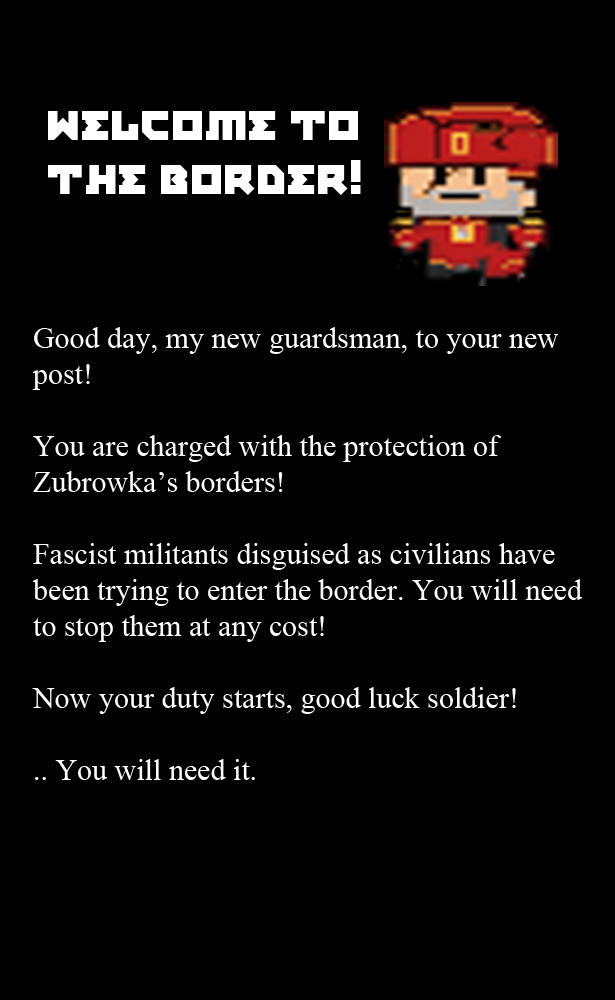 WELCOME TO
THE BORDER!
Good day, my new guardsman, to your new
post!
You are charged with the protection of
Zubrowka’s borders!
Fascist militants disguised as civilians have
been trying to enter the border. You will need
to stop them at any cost!
Now your duty starts, good luck soldier!
.. You will need it.